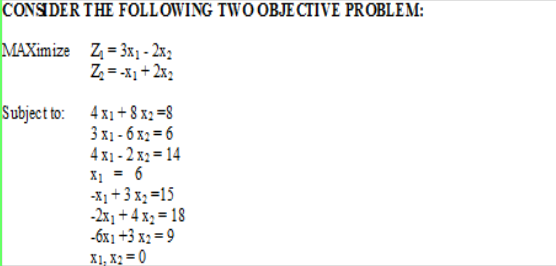 CONSIDER THE FOLLOWING TWO OBJECTIVE PROBLEM:
MAXimize Z₁ = 3x₁ - 2x₂
Z₂ = -x₁ + 2x₂
Subject to: 4 x₁ + 8 x₂ =8
3 x₁ - 6 x₂ = 6
4 x₁ - 2 x₂ = 14
x₁ = 6
-x₁ + 3 x₂ =15
-2x₁ + 4 x₂ = 18
-6x₁ +3 x₂ = 9
x₁, x₂ = 0